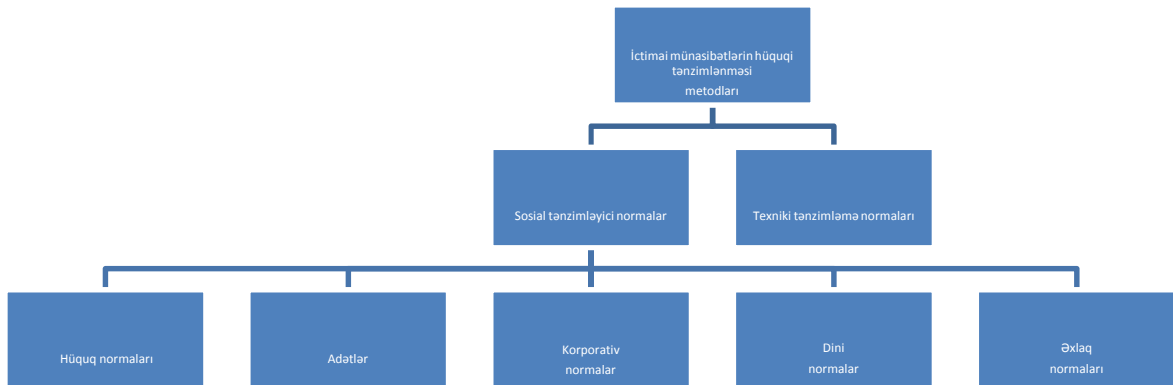 İctimai münasibətlərin hüquqi
tənzimlənməsi
metodları
Sosial tənzimləyici normalar
Texniki tənzimləmə normaları
Hüquq normaları
Adətlər
Korporativ
normalar
Dini
normalar
Əxlaq
normaları